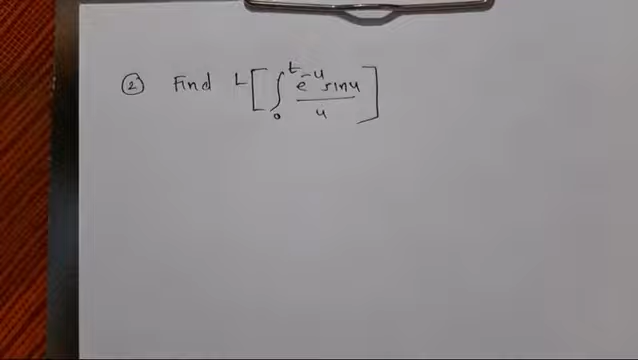 ② Find L[∫₀ᵗ e⁻ᵘ sinu / u]